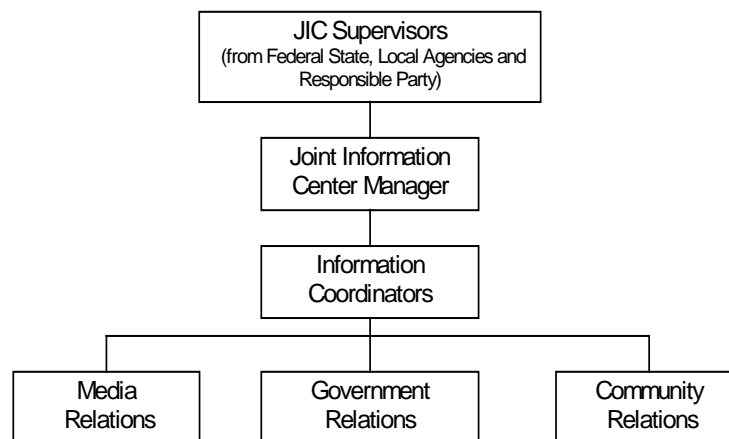 JIC Supervisors
(from Federal State, Local Agencies and
Responsible Party)
Joint Information
Center Manager
Information
Coordinators
Media
Relations
Government
Relations
Community
Relations